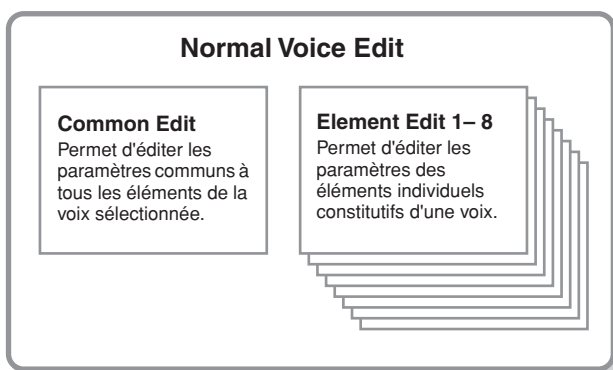 Normal Voice Edit
Common Edit
Permet d'éditer les
paramètres communs à
tous les éléments de la
voix sélectionnée.
Element Edit 1– 8
Permet d'éditer les
paramètres des
éléments individuels
constitutifs d'une voix.